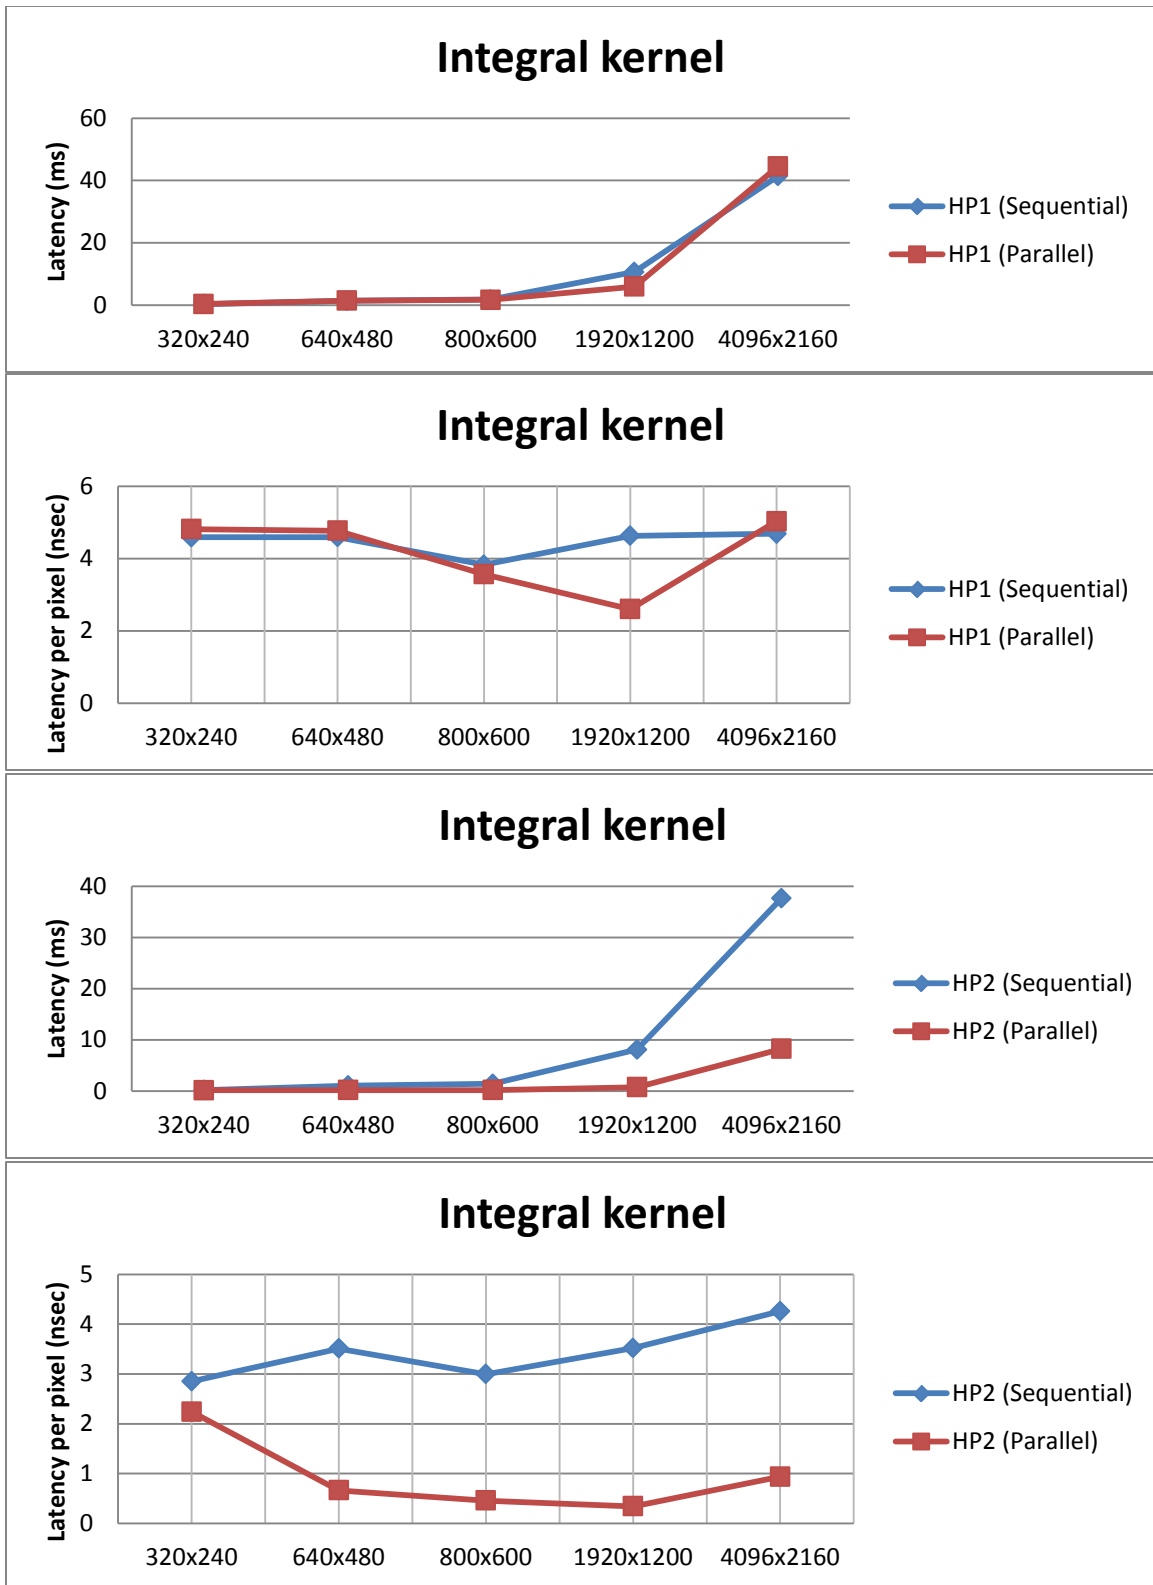 Integral kernel
Latency (ms)
60
40
20
0
320x240 640x480 800x600 1920x1200 4096x2160
HP1 (Sequential)
HP1 (Parallel)
Integral kernel
Latency per pixel (nsec)
6
4
2
0
320x240 640x480 800x600 1920x1200 4096x2160
HP1 (Sequential)
HP1 (Parallel)
Integral kernel
Latency (ms)
40
30
20
10
0
320x240 640x480 800x600 1920x1200 4096x2160
HP2 (Sequential)
HP2 (Parallel)
Integral kernel
Latency per pixel (nsec)
5
4
3
2
1
0
320x240 640x480 800x600 1920x1200 4096x2160
HP2 (Sequential)
HP2 (Parallel)